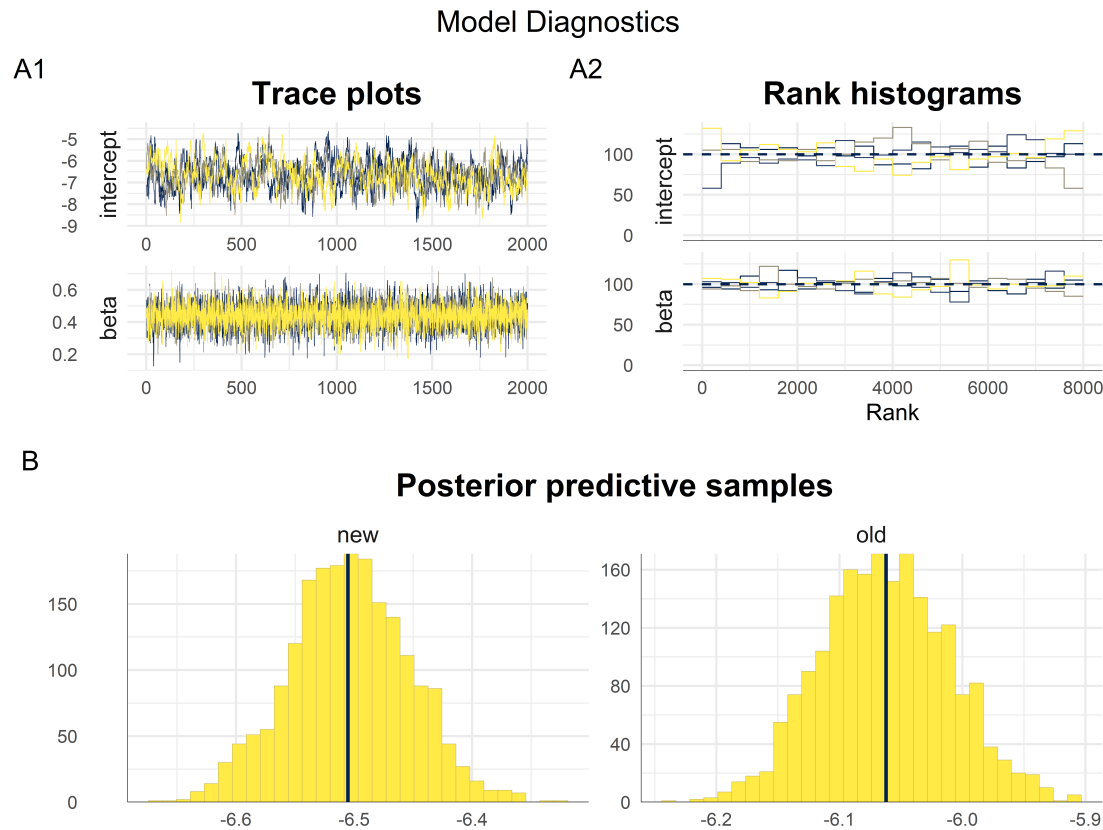 Model Diagnostics
A1
Trace plots
intercept
-5
-6
-7
-8
-9
0 500 1000 1500 2000
beta
0.6
0.4
0.2
0 500 1000 1500 2000
A2
Rank histograms
intercept
100
50
0
beta
100
50
0
0 2000 4000 6000 8000
Rank
B
Posterior predictive samples
new
150
100
50
0
-6.6 -6.5 -6.4
old
160
120
80
40
0
-6.2 -6.1 -6.0 -5.9